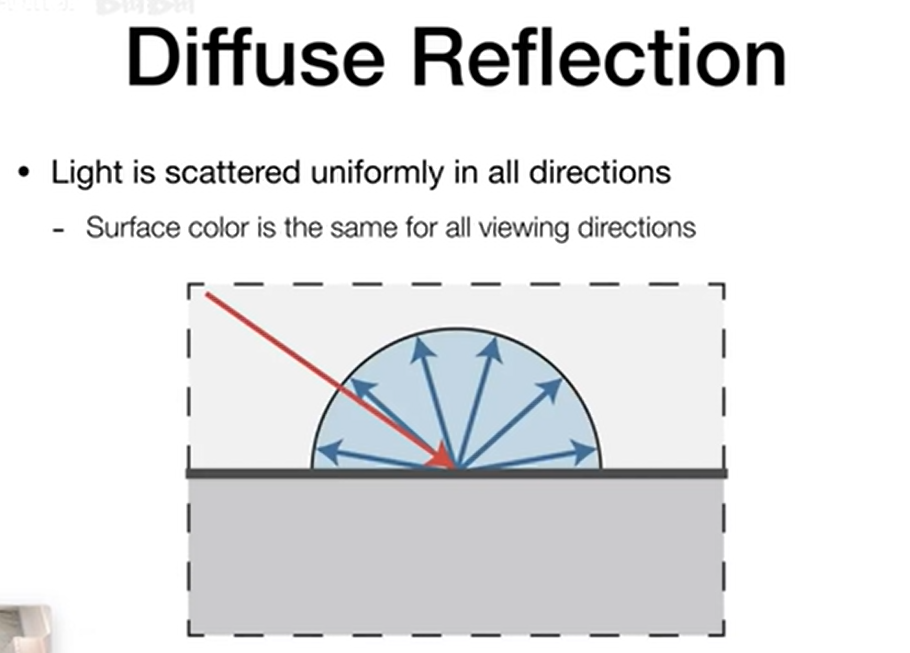 Diffuse Reflection
• Light is scattered uniformly in all directions
- Surface color is the same for all viewing directions